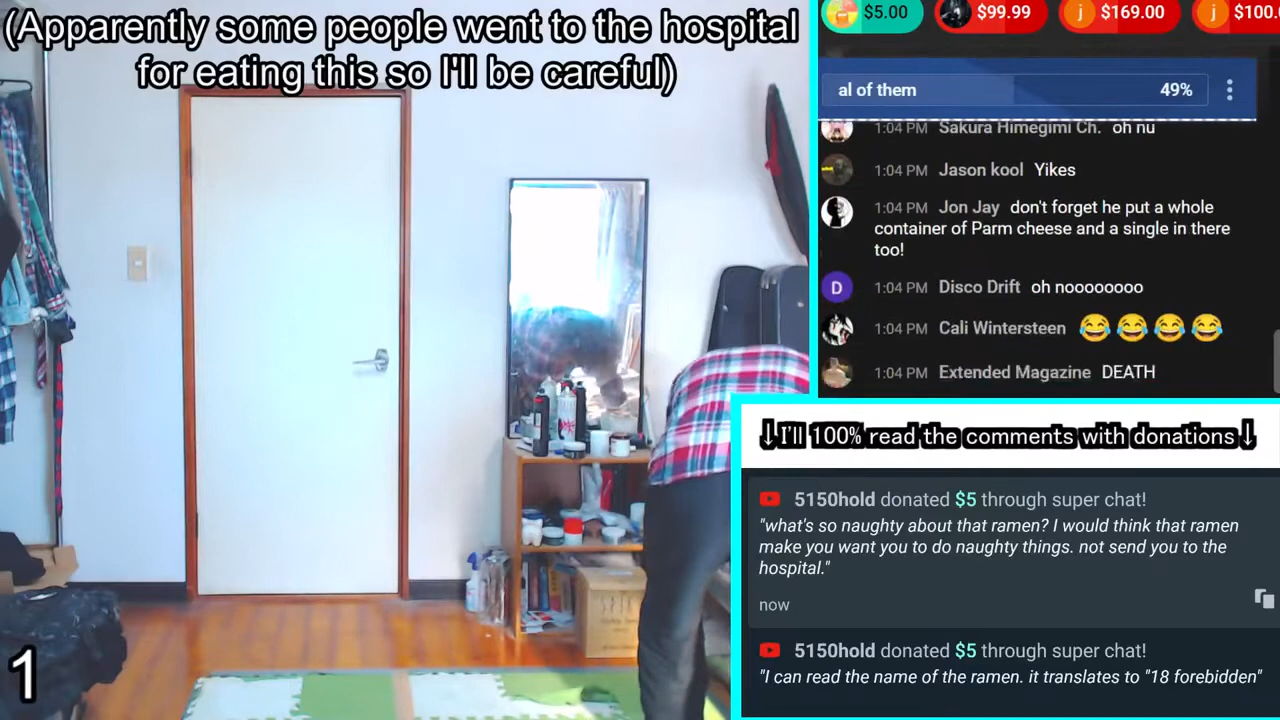 (Apparently some people went to the hospital
for eating this so I'll be careful)
1
$5.00 $99.99 j $169.00 j $100.
al of them 49%
1:04 PM Sakura Himegimi Ch. oh nu
1:04 PM Jason kool Yikes
1:04 PM Jon Jay don't forget he put a whole
container of Parm cheese and a single in there
too!
D 1:04 PM Disco Drift oh noooooooo
1:04 PM Cali Wintersteen 😂😂😂😂
1:04 PM Extended Magazine DEATH
↓I'll 100% read the comments with donations↓
5150hold donated $5 through super chat!
"what's so naughty about that ramen? I would think that ramen
make you want you to do naughty things. not send you to the
hospital."
now
5150hold donated $5 through super chat!
"I can read the name of the ramen. it translates to "18 forbidden"